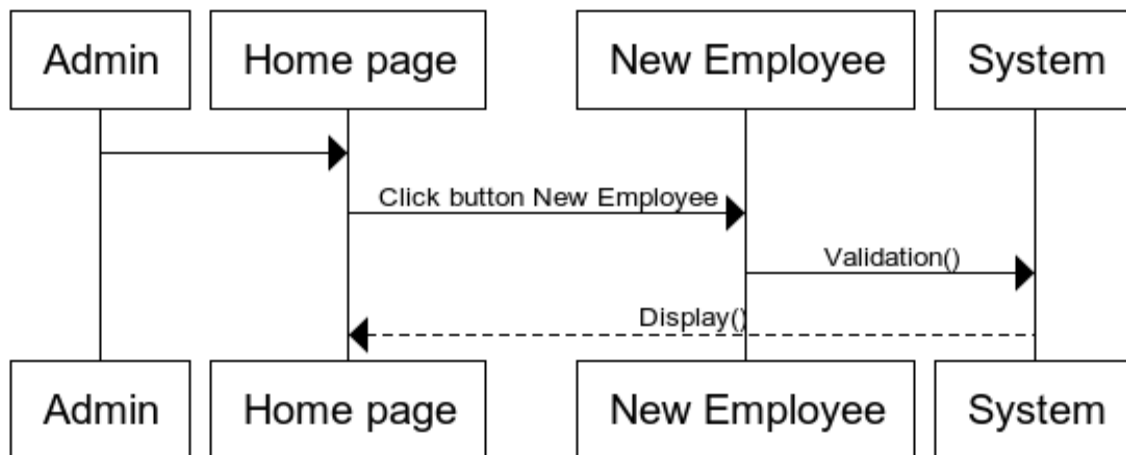 Admin
Home page
New Employee
System
Click button New Employee
Validation()
Display()
Admin
Home page
New Employee
System